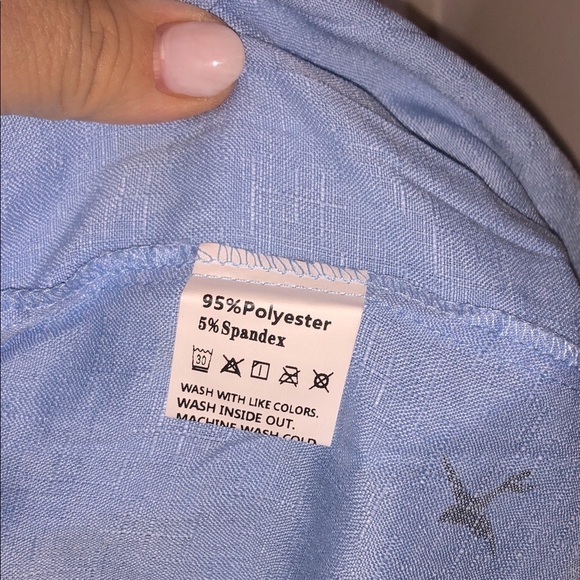 95%Polyester
5%Spandex
30
WASH WITH LIKE COLORS.
WASH INSIDE OUT.
MACHINE WASH COLD